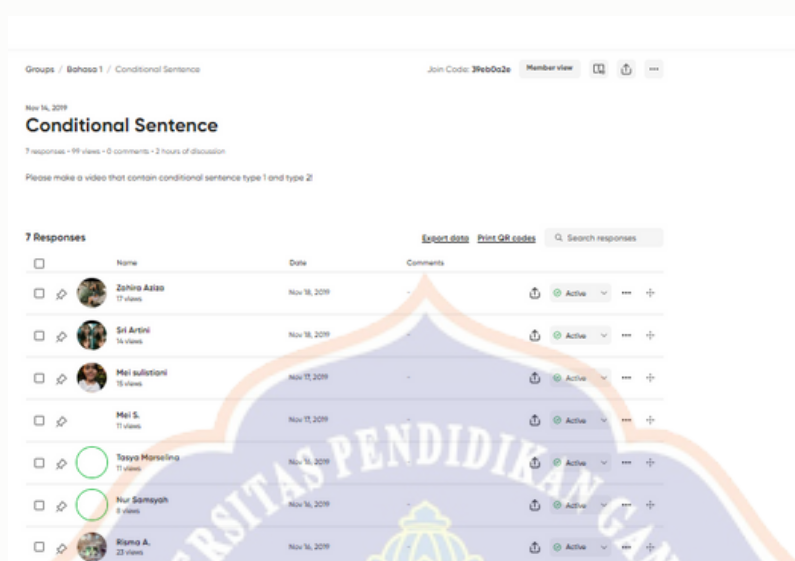 Groups / Bahasa 1 / Conditional Sentence
Join Code: 39eb0a2e Member view
Nov 14, 2019
Conditional Sentence
7 responses • 99 views • 0 comments • 2 hours of discussion
Please make a video that contain conditional sentence type 1 and type 2!
7 Responses
Export data Print QR codes Search responses
Name Date Comments
Zahira Aziza Nov 18, 2019 - Active
17 views
Sri Artini Nov 18, 2019 - Active
14 views
Mei sulistiani Nov 17, 2019 - Active
15 views
Mei S. Nov 17, 2019 - Active
11 views
Tasya Marselina Nov 16, 2019 Active
11 views
Nur Samsyah Nov 16, 2019 Active
8 views
Risma A. Nov 16, 2019 Active
23 views
ERSITAS PENDIDIKAN GAN